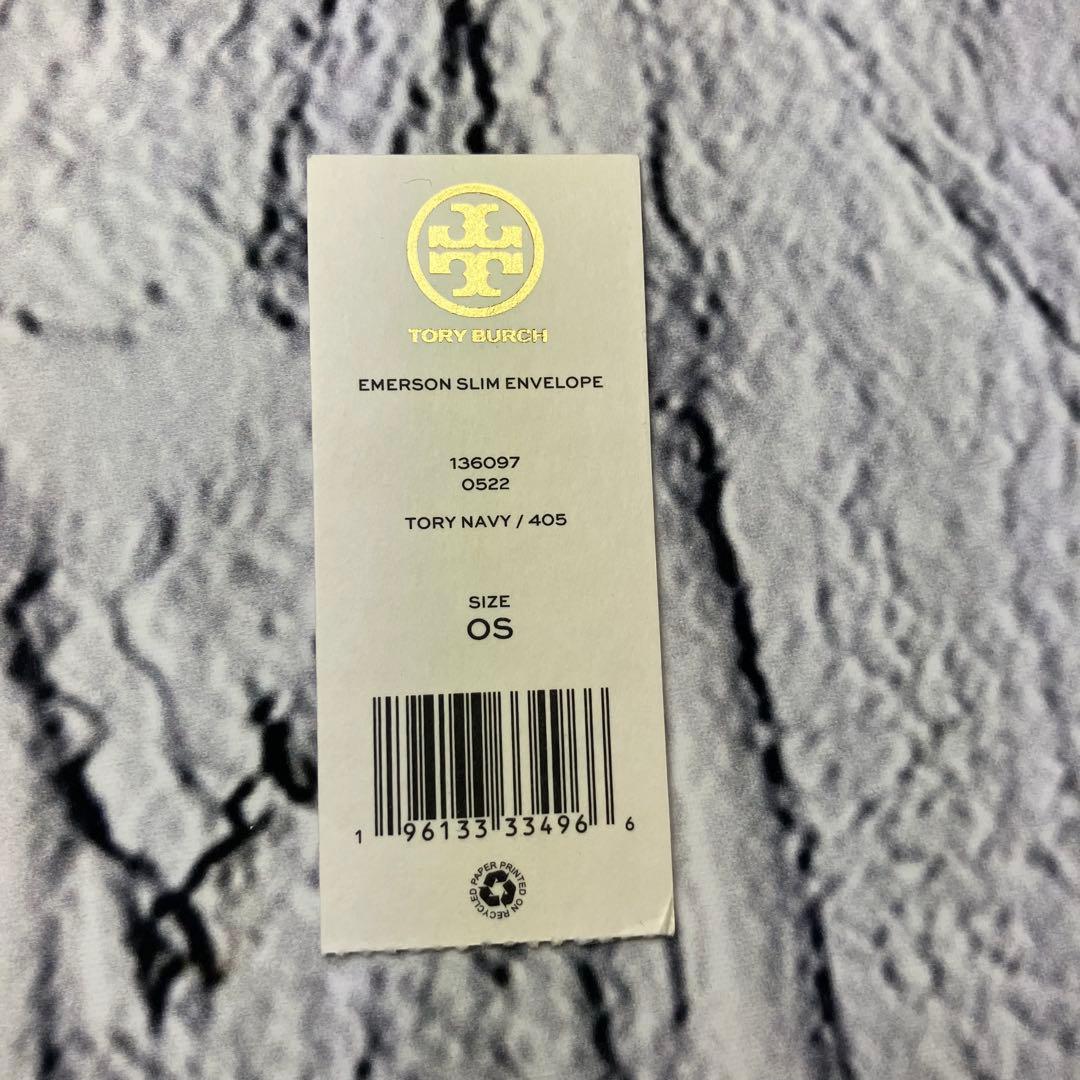 TORY BURCH
EMERSON SLIM ENVELOPE
136097
0522
TORY NAVY / 405
SIZE
OS
1 96133 33496 6
PAPER PRINTED ON RECYCLED